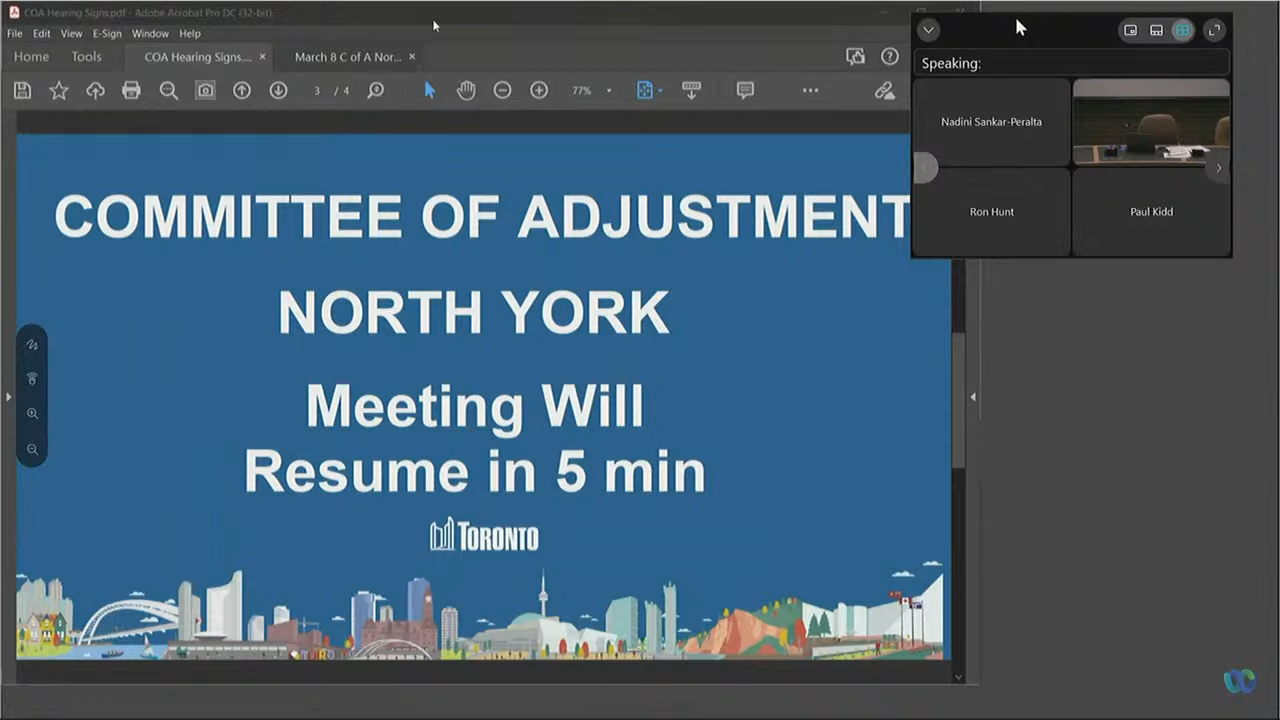 COA Hearing Signs.pdf - Adobe Acrobat Pro DC (32-bit)
File Edit View E-Sign Window Help
Home Tools COA Hearing Signs.... × March 8 C of A Nor... ×
3 / 4 77%
Speaking:
Nadini Sankar-Peralta
Ron Hunt Paul Kidd
COMMITTEE OF ADJUSTMENT
NORTH YORK
Meeting Will
Resume in 5 min
TORONTO